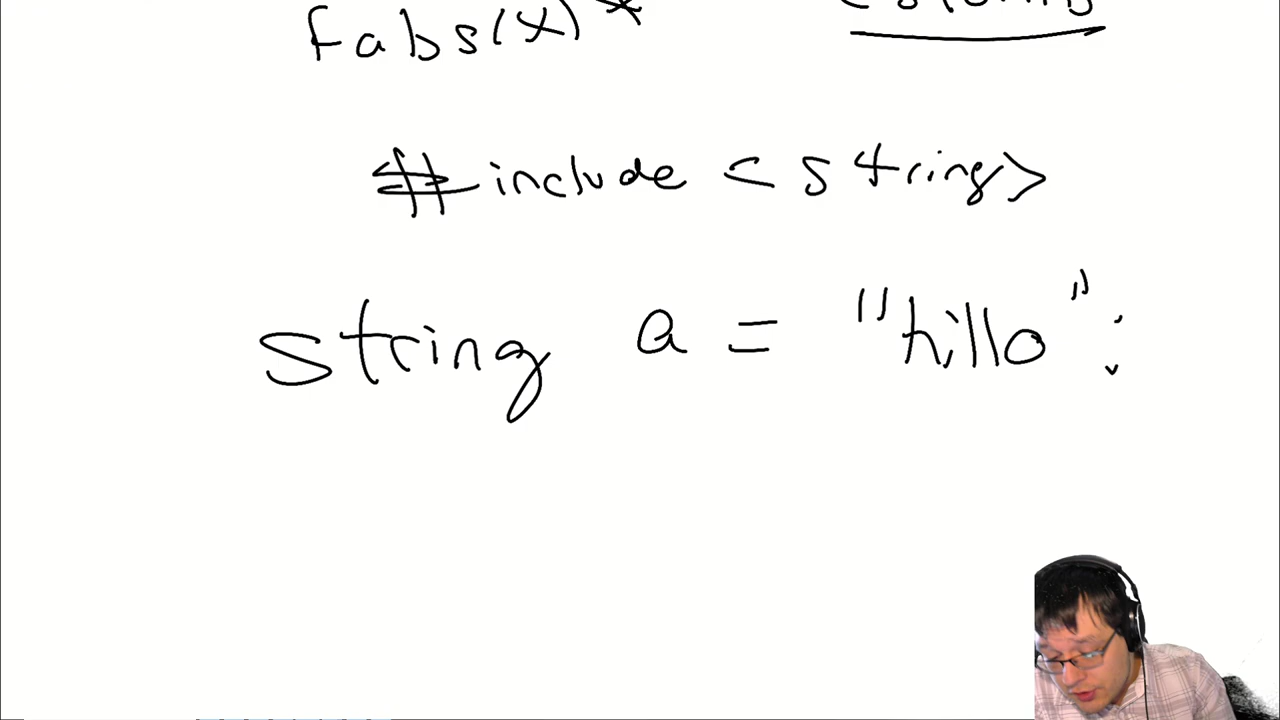 fabs(x)*
#include <string>
string a = "hillo";